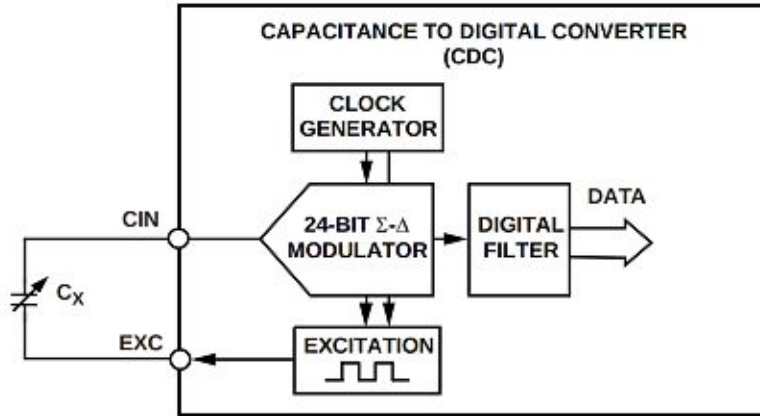 CAPACITANCE TO DIGITAL CONVERTER
(CDC)
CLOCK
GENERATOR
CIN
24-BIT Σ-Δ
MODULATOR
DIGITAL
FILTER
DATA
CX
EXC
EXCITATION